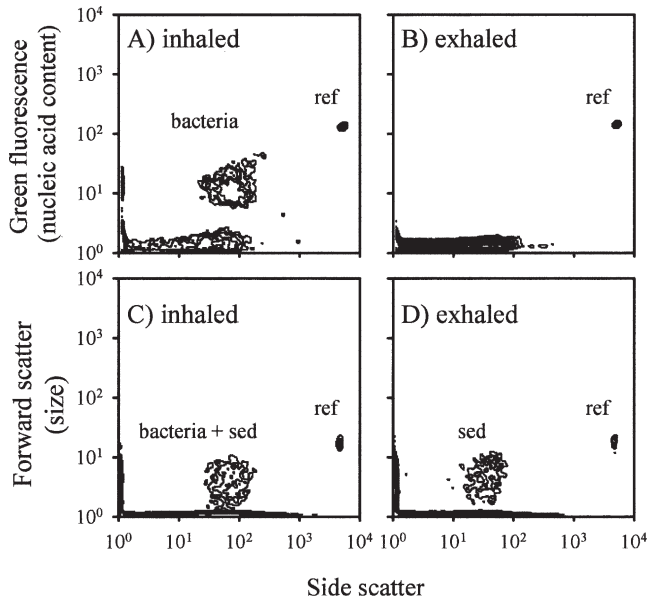 A) inhaled
B) exhaled
ref
ref
bacteria
Green fluorescence
(nucleic acid content)
10⁴
10³
10²
10¹
10⁰
C) inhaled
D) exhaled
ref
ref
bacteria + sed
sed
Forward scatter
(size)
10⁴
10³
10²
10¹
10⁰
10⁰ 10¹ 10² 10³ 10⁴
10⁰ 10¹ 10² 10³ 10⁴
Side scatter